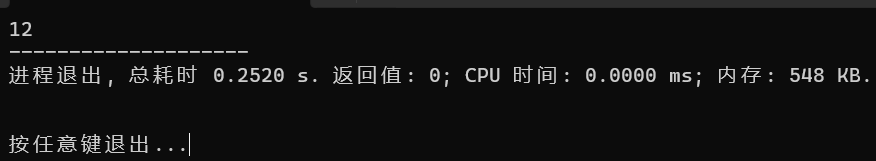 12
--------------------
进程退出, 总耗时 0.2520 s. 返回值: 0; CPU 时间: 0.0000 ms; 内存: 548 KB.
按任意键退出...